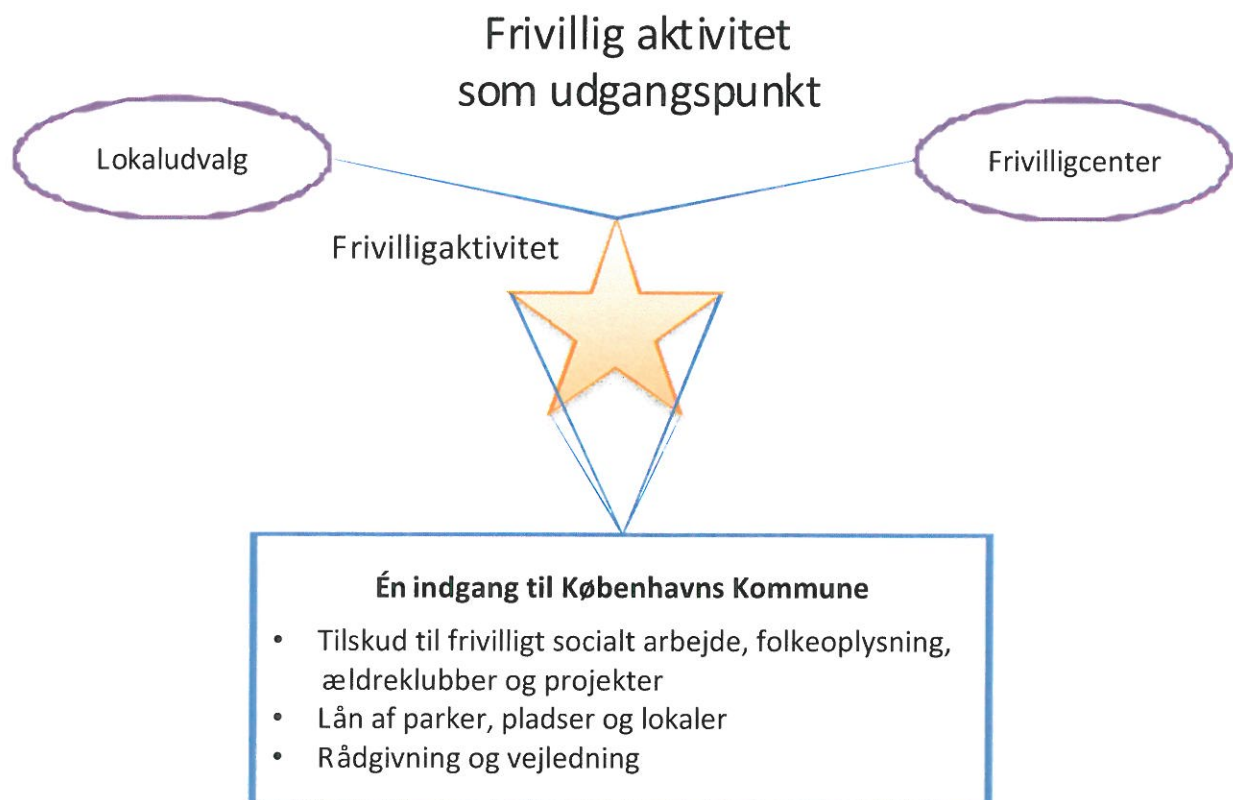 Frivillig aktivitet
som udgangspunkt
Lokaludvalg
Frivilligcenter
Frivilligaktivitet
Én indgang til Københavns Kommune
• Tilskud til frivilligt socialt arbejde, folkeoplysning,
ældreklubber og projekter
• Lån af parker, pladser og lokaler
• Rådgivning og vejledning